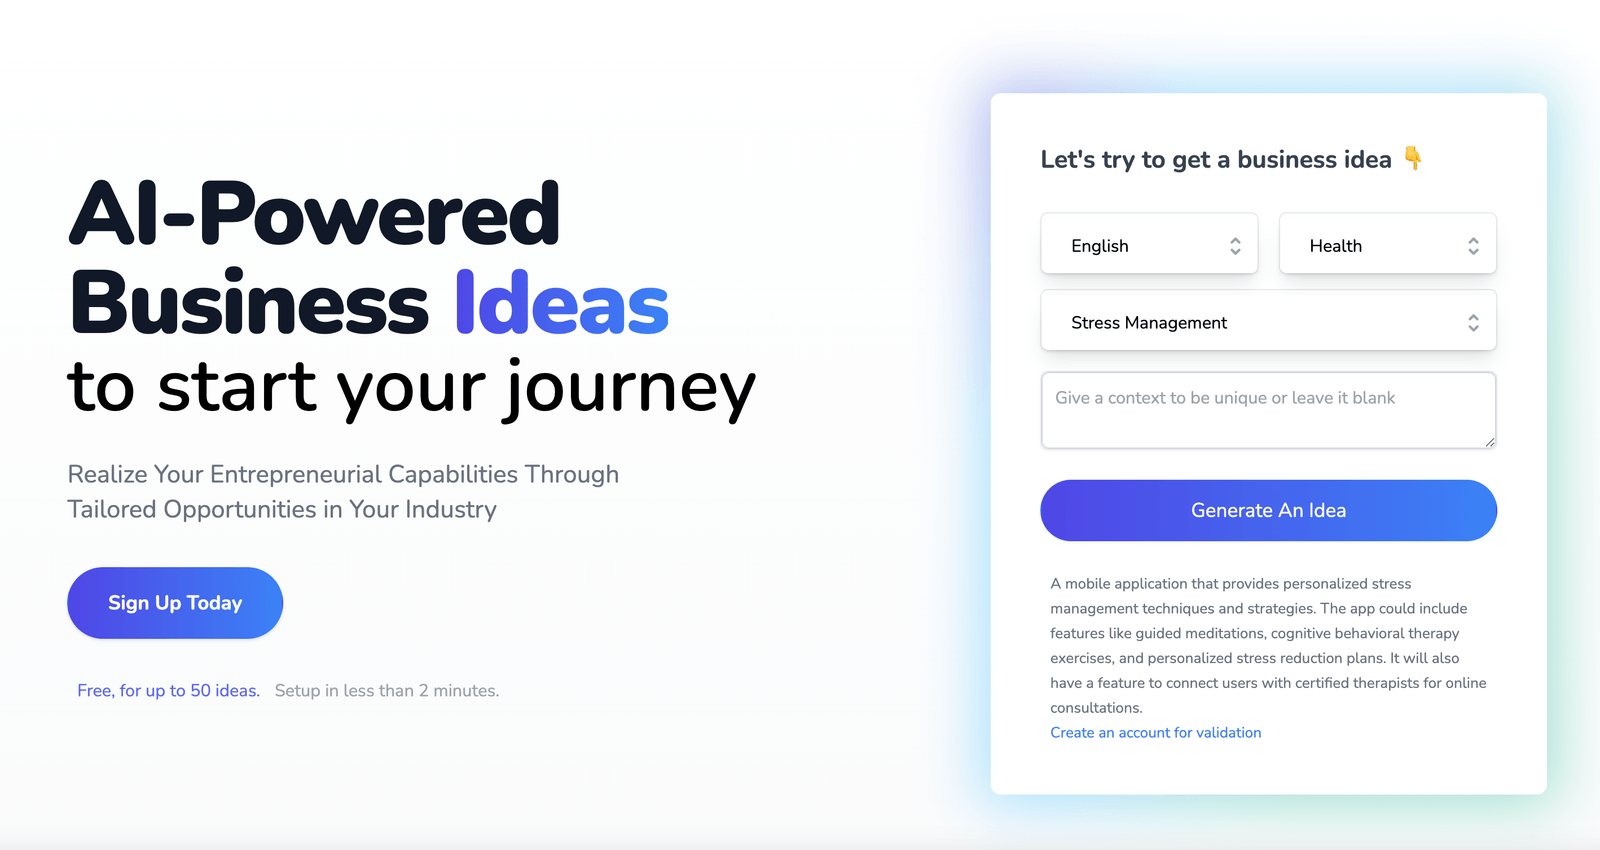 AI-Powered
Business Ideas
to start your journey
Realize Your Entrepreneurial Capabilities Through
Tailored Opportunities in Your Industry
Sign Up Today
Free, for up to 50 ideas. Setup in less than 2 minutes.
Let's try to get a business idea 👇
English
Health
Stress Management
Give a context to be unique or leave it blank
Generate An Idea
A mobile application that provides personalized stress
management techniques and strategies. The app could include
features like guided meditations, cognitive behavioral therapy
exercises, and personalized stress reduction plans. It will also
have a feature to connect users with certified therapists for online
consultations.
Create an account for validation